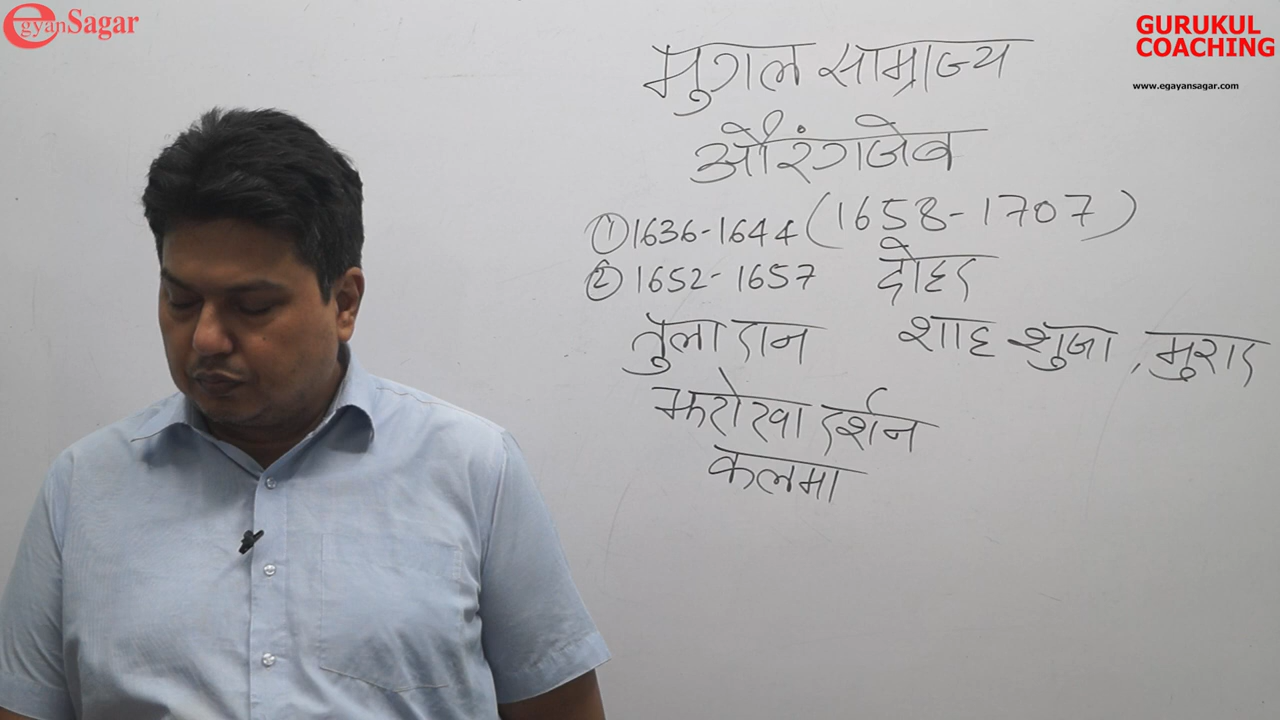 egyanSagar
GURUKUL
COACHING
www.egayansagar.com
मुगल साम्राज्य
औरंगजेब
① 1636-1644 (1658-1707)
② 1652-1657 दोहद
तुला दान शाह शुजा, मुराद
झरोखा दर्शन
कलमा